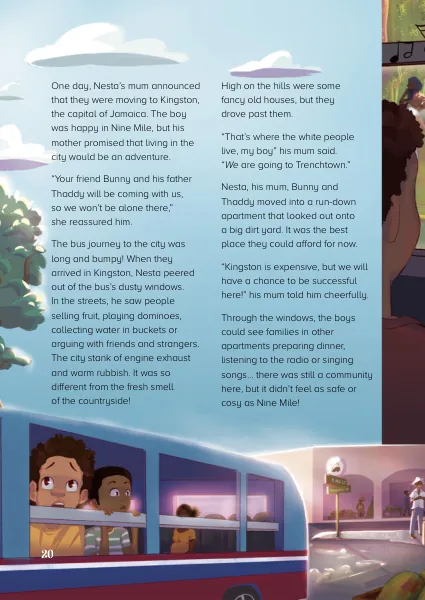 One day, Nesta's mum announced
that they were moving to Kingston,
the capital of Jamaica. The boy
was happy in Nine Mile, but his
mother promised that living in the
city would be an adventure.
"Your friend Bunny and his father
Thaddy will be coming with us,
so we won't be alone there,"
she reassured him.
The bus journey to the city was
long and bumpy! When they
arrived in Kingston, Nesta peered
out of the bus's dusty windows.
In the streets, he saw people
selling fruit, playing dominoes,
collecting water in buckets or
arguing with friends and strangers.
The city stank of engine exhaust
and warm rubbish. It was so
different from the fresh smell
of the countryside!
High on the hills were some
fancy old houses, but they
drove past them.
"That's where the white people
live, my boy" his mum said.
"We are going to Trenchtown."
Nesta, his mum, Bunny and
Thaddy moved into a run-down
apartment that looked out onto
a big dirt yard. It was the best
place they could afford for now.
"Kingston is expensive, but we will
have a chance to be successful
here!" his mum told him cheerfully.
Through the windows, the boys
could see families in other
apartments preparing dinner,
listening to the radio or singing
songs... there was still a community
here, but it didn't feel as safe or
cosy as Nine Mile!
20